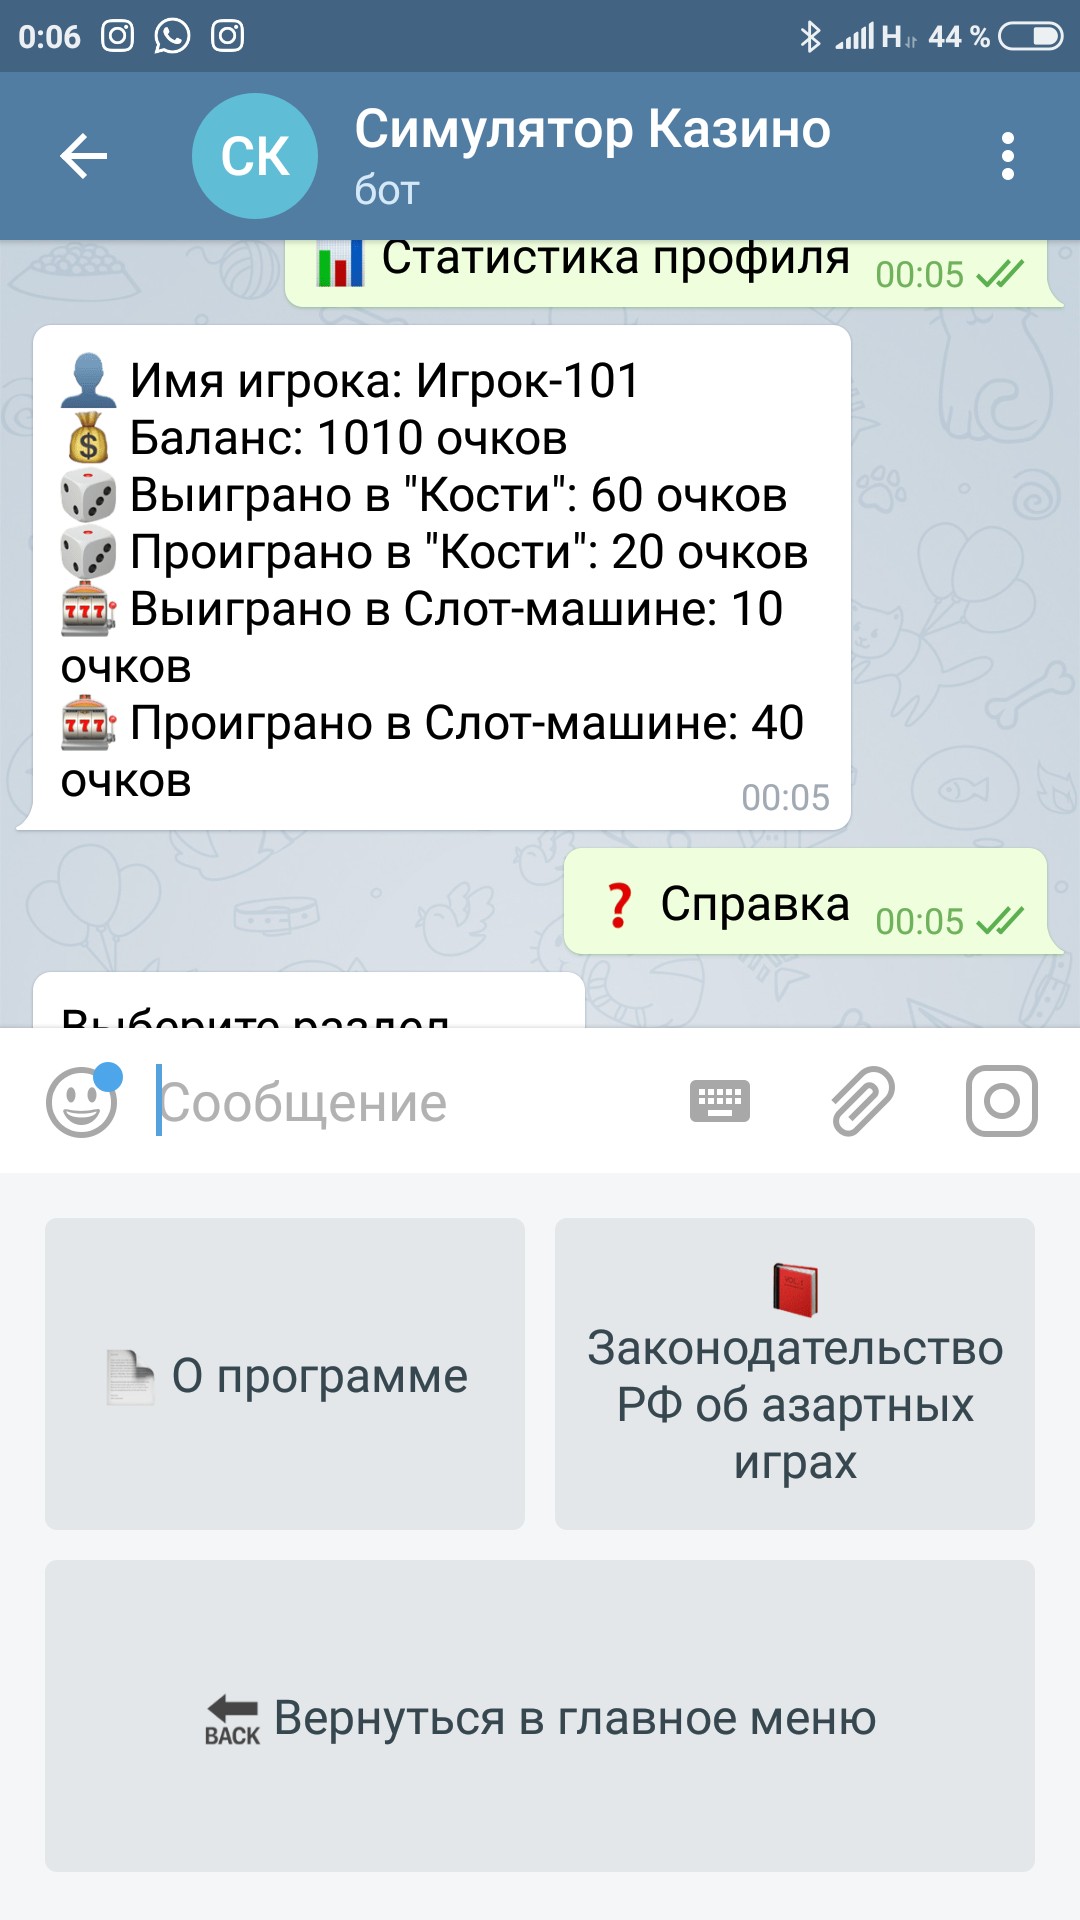 0:06
H
44 %
СК
Симулятор Казино
бот
Статистика профиля
00:05
Имя игрока: Игрок-101
Баланс: 1010 очков
Выиграно в "Кости": 60 очков
Проиграно в "Кости": 20 очков
Выиграно в Слот-машине: 10
очков
Проиграно в Слот-машине: 40
очков
00:05
❓ Справка
00:05
Выберите раздел
Сообщение
О программе
Законодательство
РФ об азартных
играх
BACK Вернуться в главное меню